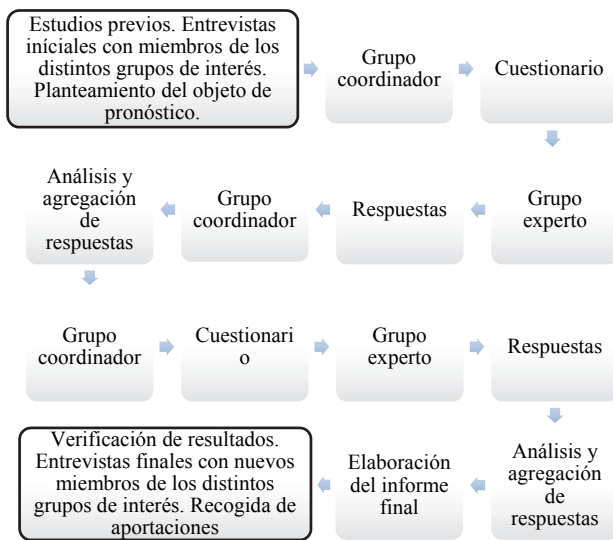 Estudios previos. Entrevistas
iníciales con miembros de los
distintos grupos de interés.
Planteamiento del objeto de
pronóstico.
Grupo
coordinador
Cuestionario
Grupo
experto
Respuestas
Grupo
coordinador
Análisis y
agregación
de
respuestas
Grupo
coordinador
Cuestionari
o
Grupo
experto
Respuestas
Análisis y
agregación
de
respuestas
Elaboración
del informe
final
Verificación de resultados.
Entrevistas finales con nuevos
miembros de los distintos
grupos de interés. Recogida de
aportaciones